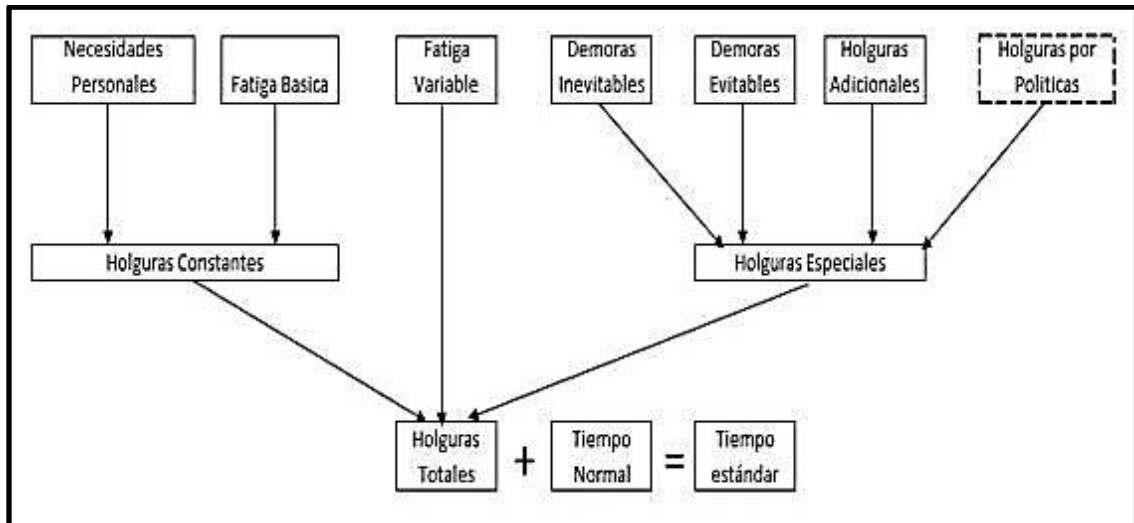 Necesidades
Personales
Fatiga Basica
Fatiga
Variable
Demoras
Inevitables
Demoras
Evitables
Holguras
Adicionales
Holguras por
Politicas
Holguras Constantes
Holguras Especiales
Holguras
Totales
+
Tiempo
Normal
=
Tiempo
estándar